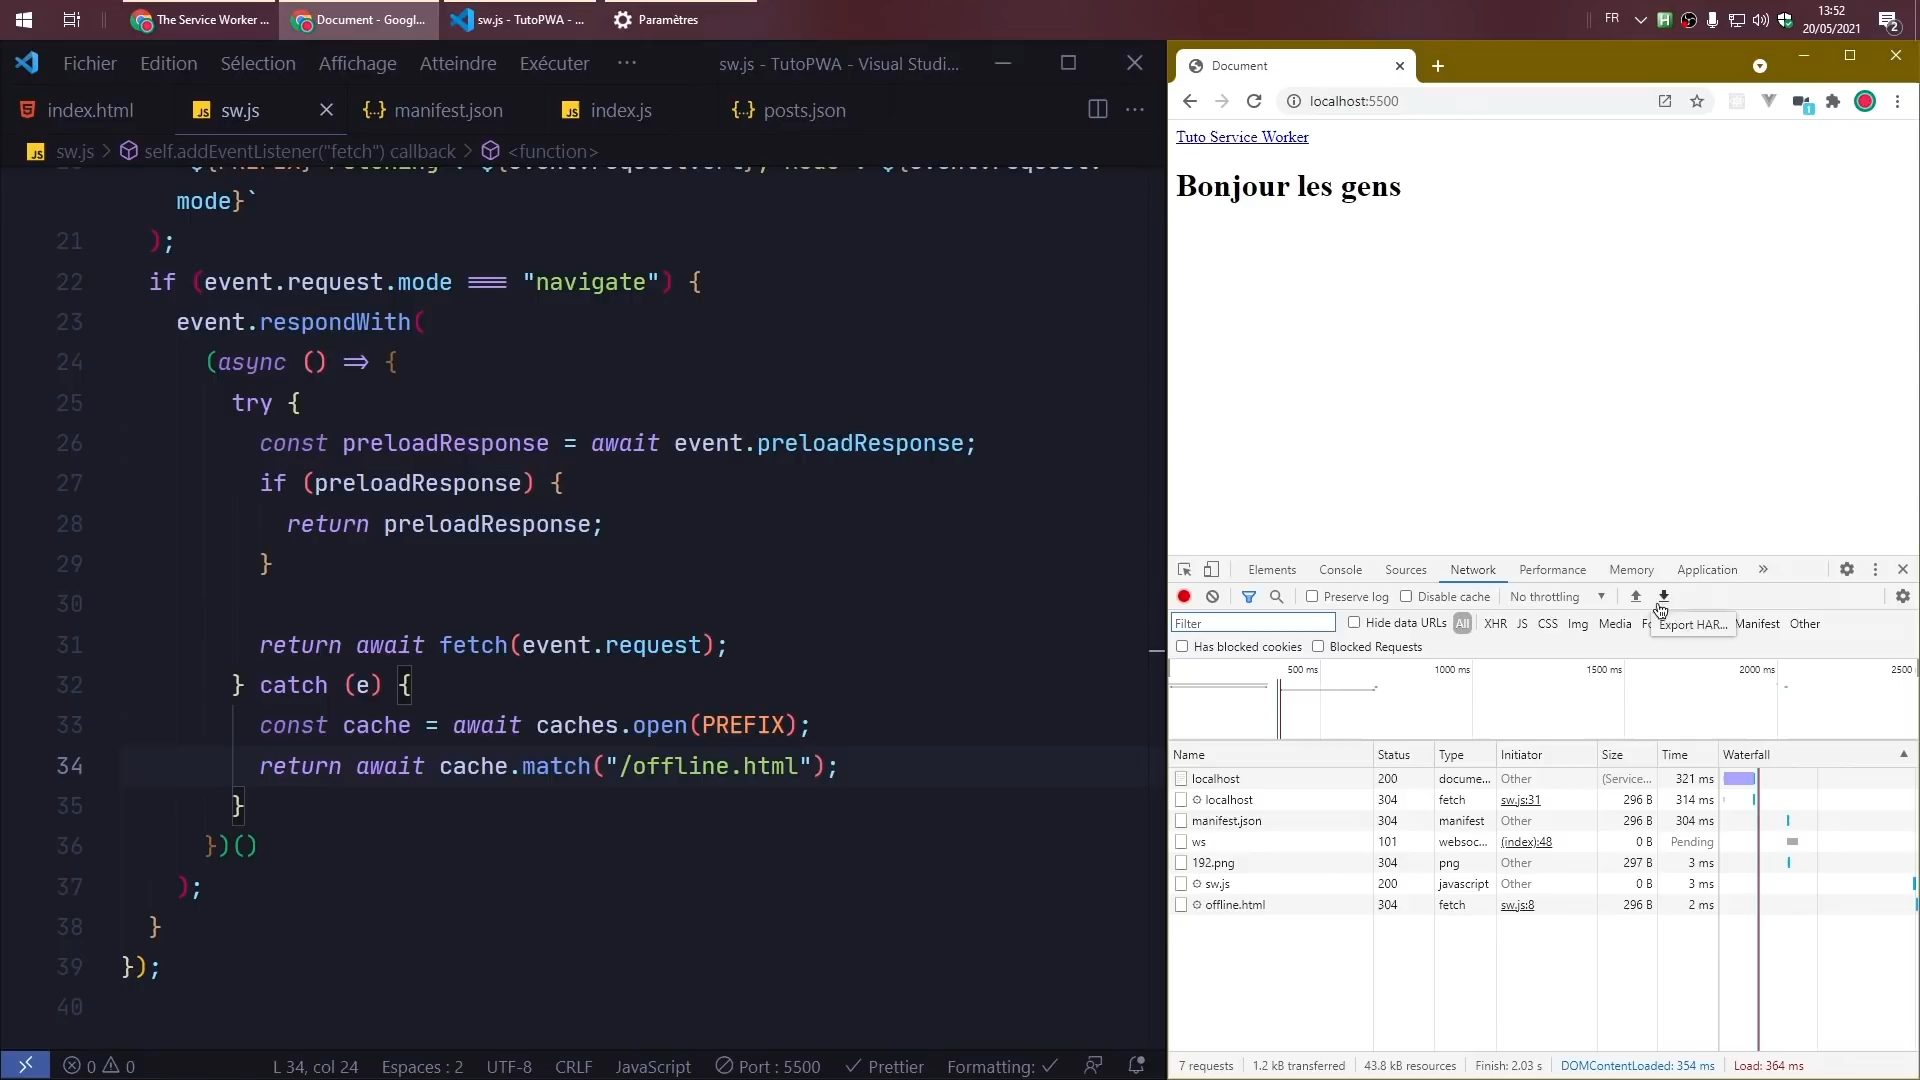 The Service Worker ...
Document - Googl...
sw.js - TutoPWA - ...
Paramètres
FR
13:52
20/05/2021
2
Fichier Edition Sélection Affichage Atteindre Exécuter ···
sw.js - TutoPWA - Visual Studi...
index.html
JS sw.js
{} manifest.json
JS index.js
{} posts.json
JS sw.js > self.addEventListener("fetch") callback > <function>
mode}`
21 );
22 if (event.request.mode === "navigate") {
23 event.respondWith(
24 (async () => {
25 try {
26 const preloadResponse = await event.preloadResponse;
27 if (preloadResponse) {
28 return preloadResponse;
29 }
30
31 return await fetch(event.request);
32 } catch (e) {
33 const cache = await caches.open(PREFIX);
34 return await cache.match("/offline.html");
35 }
36 })()
37 );
38 }
39 });
40
0 0
L 34, col 24
Espaces : 2
UTF-8
CRLF
JavaScript
Port : 5500
Prettier
Formatting:
Document
localhost:5500
1
Tuto Service Worker
Bonjour les gens
Elements Console Sources Network Performance Memory Application »
Preserve log Disable cache No throttling
Filter Hide data URLs All XHR JS CSS Img Media Manifest Other
Export HAR...
Has blocked cookies Blocked Requests
500 ms 1000 ms 1500 ms 2000 ms 2500
Name Status Type Initiator Size Time Waterfall
localhost 200 docume... Other (Service... 321 ms
localhost 304 fetch sw.js:31 296 B 314 ms
manifest.json 304 manifest Other 296 B 304 ms
ws 101 websoc... (index):48 0 B Pending
192.png 304 png Other 297 B 3 ms
sw.js 200 javascript Other 0 B 3 ms
offline.html 304 fetch sw.js:8 296 B 2 ms
7 requests 1.2 kB transferred 43.8 kB resources Finish: 2.03 s DOMContentLoaded: 354 ms Load: 364 ms